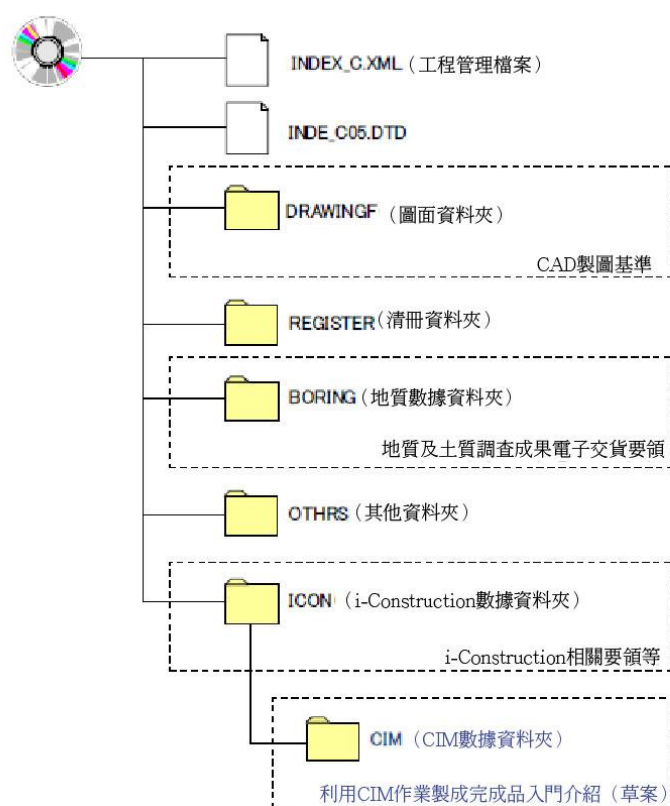 INDEX_C.XML（工程管理檔案）
INDE_C05.DTD
DRAWINGF（圖面資料夾）
CAD製圖基準
REGISTER（清冊資料夾）
BORING（地質數據資料夾）
地質及土質調查成果電子交貨要領
OTHRS（其他資料夾）
ICON（i-Construction數據資料夾）
i-Construction相關要領等
CIM（CIM數據資料夾）
利用CIM作業製成完成品入門介紹（草案）